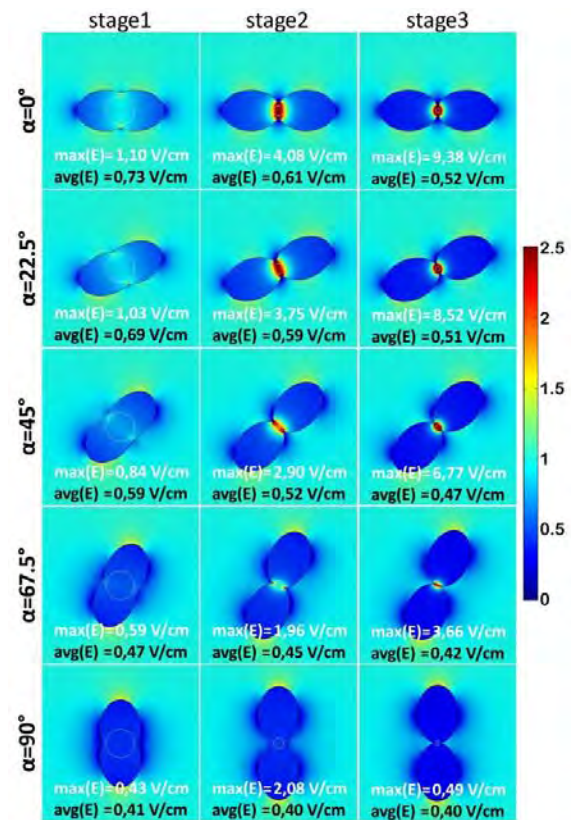 stage1 stage2 stage3
α=0°
max(E)=1,10 V/cm max(E)=4,08 V/cm max(E)=9,38 V/cm
avg(E) =0,73 V/cm avg(E) =0,61 V/cm avg(E) =0,52 V/cm
α=22.5°
max(E)=1,03 V/cm max(E)=3,75 V/cm max(E)=8,52 V/cm
avg(E) =0,69 V/cm avg(E) =0,59 V/cm avg(E) =0,51 V/cm
α=45°
max(E)=0,84 V/cm max(E)=2,90 V/cm max(E)=6,77 V/cm
avg(E) =0,59 V/cm avg(E) =0,52 V/cm avg(E) =0,47 V/cm
α=67.5°
max(E)=0,59 V/cm max(E)=1,96 V/cm max(E)=3,66 V/cm
avg(E) =0,47 V/cm avg(E) =0,45 V/cm avg(E) =0,42 V/cm
α=90°
max(E)=0,43 V/cm max(E)=2,08 V/cm max(E)=0,49 V/cm
avg(E) =0,41 V/cm avg(E) =0,40 V/cm avg(E) =0,40 V/cm
2.5
2
1.5
1
0.5
0